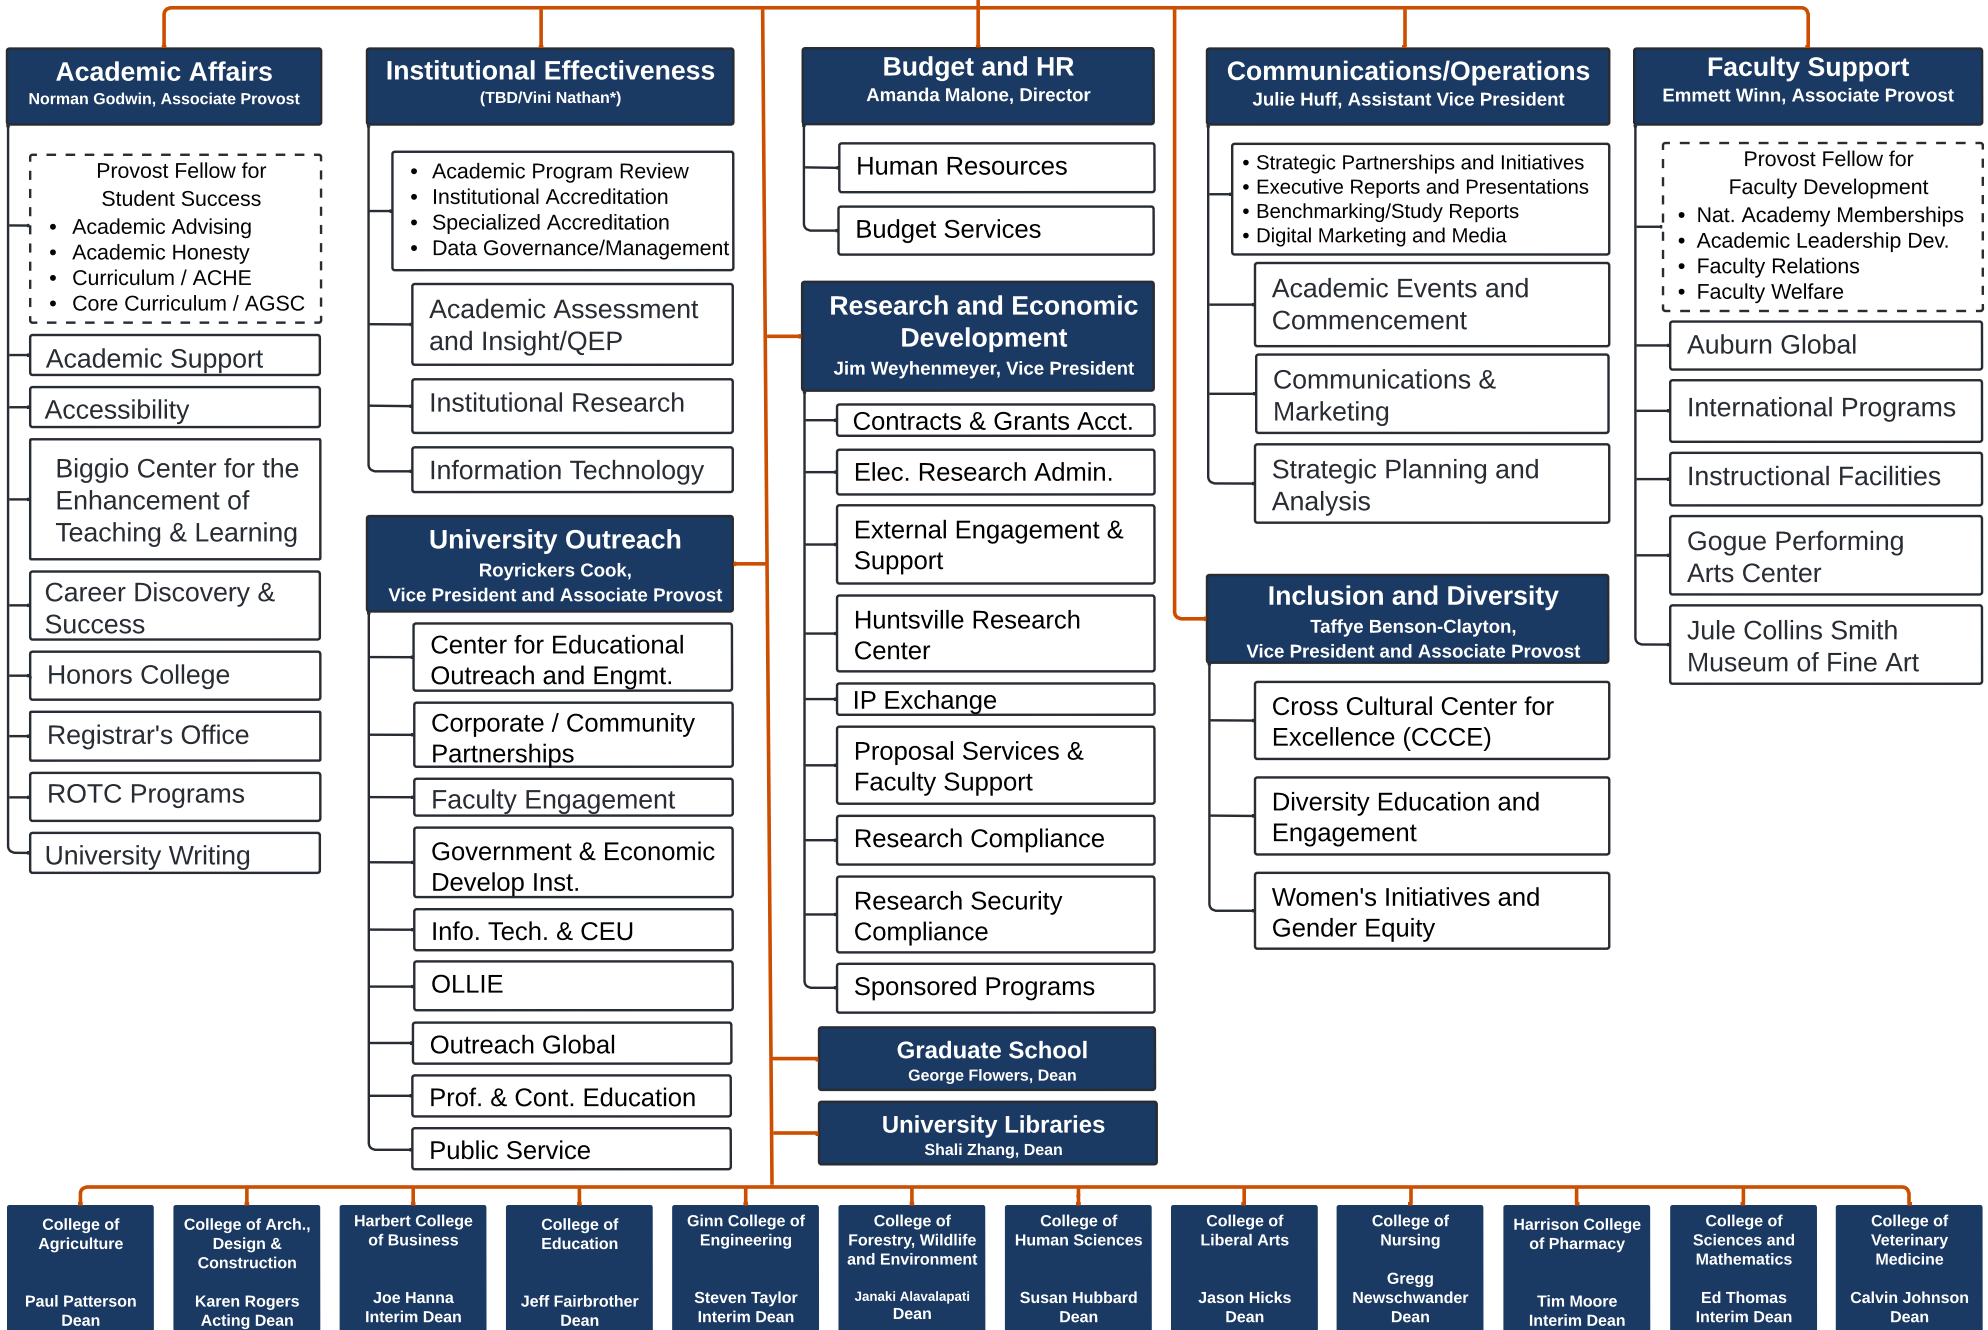 Academic Affairs
Norman Godwin, Associate Provost
Provost Fellow for
Student Success
• Academic Advising
• Academic Honesty
• Curriculum / ACHE
• Core Curriculum / AGSC
Academic Support
Accessibility
Biggio Center for the
Enhancement of
Teaching & Learning
Career Discovery &
Success
Honors College
Registrar's Office
ROTC Programs
University Writing
Institutional Effectiveness
(TBD/Vini Nathan*)
• Academic Program Review
• Institutional Accreditation
• Specialized Accreditation
• Data Governance/Management
Academic Assessment
and Insight/QEP
Institutional Research
Information Technology
University Outreach
Royrickers Cook,
Vice President and Associate Provost
Center for Educational
Outreach and Engmt.
Corporate / Community
Partnerships
Faculty Engagement
Government & Economic
Develop Inst.
Info. Tech. & CEU
OLLIE
Outreach Global
Prof. & Cont. Education
Public Service
Budget and HR
Amanda Malone, Director
Human Resources
Budget Services
Research and Economic
Development
Jim Weyhenmeyer, Vice President
Contracts & Grants Acct.
Elec. Research Admin.
External Engagement &
Support
Huntsville Research
Center
IP Exchange
Proposal Services &
Faculty Support
Research Compliance
Research Security
Compliance
Sponsored Programs
Graduate School
George Flowers, Dean
University Libraries
Shali Zhang, Dean
Communications/Operations
Julie Huff, Assistant Vice President
• Strategic Partnerships and Initiatives
• Executive Reports and Presentations
• Benchmarking/Study Reports
• Digital Marketing and Media
Academic Events and
Commencement
Communications &
Marketing
Strategic Planning and
Analysis
Inclusion and Diversity
Taffye Benson-Clayton,
Vice President and Associate Provost
Cross Cultural Center for
Excellence (CCCE)
Diversity Education and
Engagement
Women's Initiatives and
Gender Equity
Faculty Support
Emmett Winn, Associate Provost
Provost Fellow for
Faculty Development
• Nat. Academy Memberships
• Academic Leadership Dev.
• Faculty Relations
• Faculty Welfare
Auburn Global
International Programs
Instructional Facilities
Gogue Performing
Arts Center
Jule Collins Smith
Museum of Fine Art
College of
Agriculture
Paul Patterson
Dean
College of Arch.,
Design &
Construction
Karen Rogers
Acting Dean
Harbert College
of Business
Joe Hanna
Interim Dean
College of
Education
Jeff Fairbrother
Dean
Ginn College of
Engineering
Steven Taylor
Interim Dean
College of
Forestry, Wildlife
and Environment
Janaki Alavalapati
Dean
College of
Human Sciences
Susan Hubbard
Dean
College of
Liberal Arts
Jason Hicks
Dean
College of
Nursing
Gregg
Newschwander
Dean
Harrison College
of Pharmacy
Tim Moore
Interim Dean
College of
Sciences and
Mathematics
Ed Thomas
Interim Dean
College of
Veterinary
Medicine
Calvin Johnson
Dean